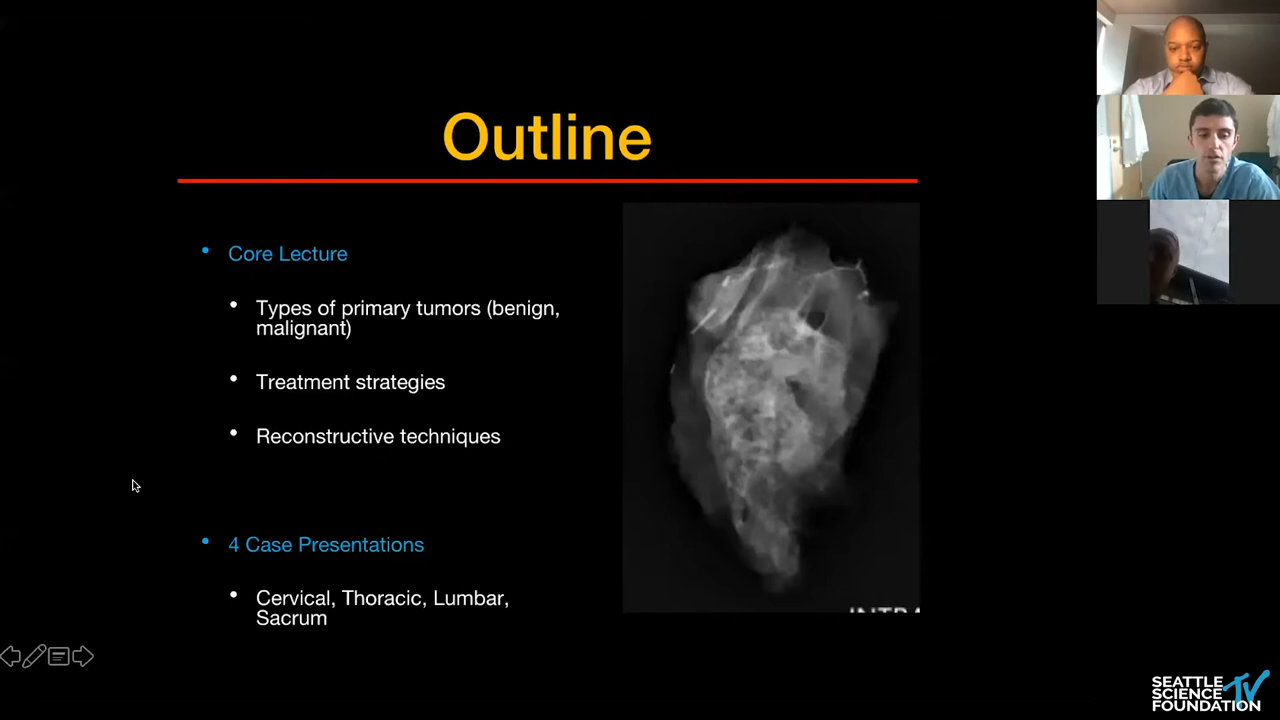 Outline
Core Lecture
Types of primary tumors (benign,
malignant)
Treatment strategies
Reconstructive techniques
4 Case Presentations
Cervical, Thoracic, Lumbar,
Sacrum
SEATTLE
SCIENCE
FOUNDATION
TV